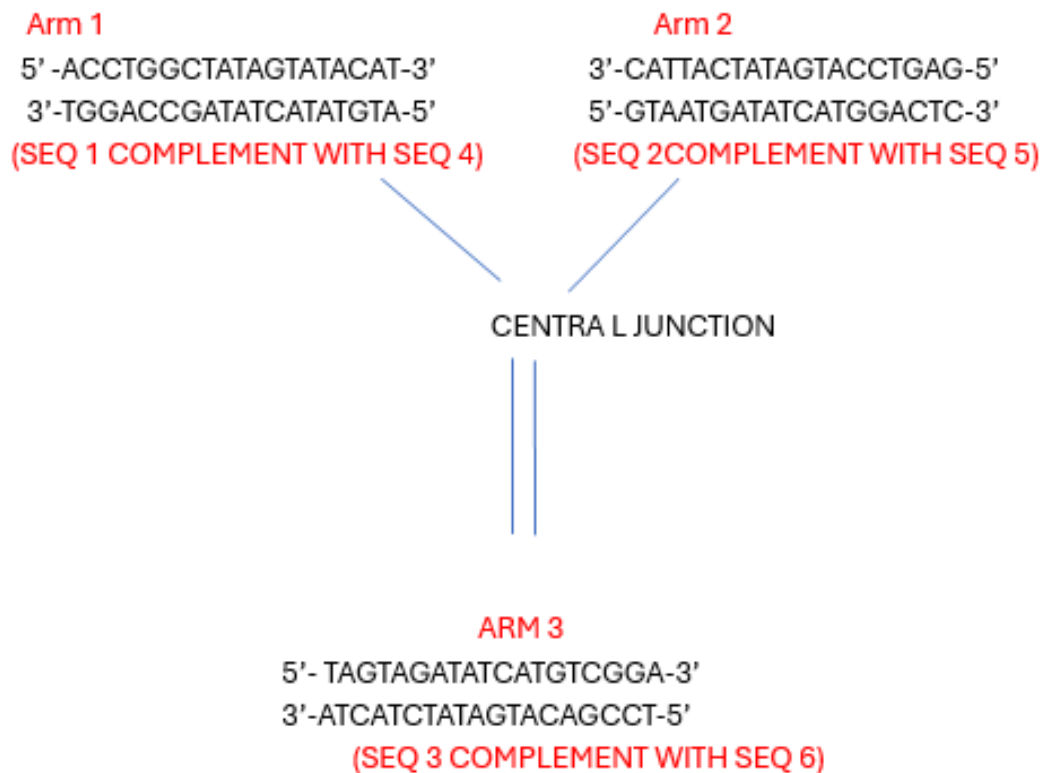 Arm 1
5’ -ACCTGGCTATAGTATACAT-3’
3’-TGGACCGATATCATATGTA-5’
(SEQ 1 COMPLEMENT WITH SEQ 4)
Arm 2
3’-CATTACTATAGTACCTGAG-5’
5’-GTAATGATATCATGGACTC-3’
(SEQ 2COMPLEMENT WITH SEQ 5)
CENTRA L JUNCTION
ARM 3
5’- TAGTAGATATCATGTCGGA-3’
3’-ATCATCTATAGTACAGCCT-5’
(SEQ 3 COMPLEMENT WITH SEQ 6)